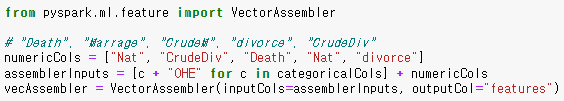 from pyspark.ml.feature import VectorAssembler
# "Death", "Marrage", "CrudeM", "divorce", "CrudeDiv"
numericCols = ["Nat", "CrudeDiv", "Death", "Nat", "divorce"]
assemblerInputs = [c + "OHE" for c in categoricalCols] + numericCols
vecAssembler = VectorAssembler(inputCols=assemblerInputs, outputCol="features")